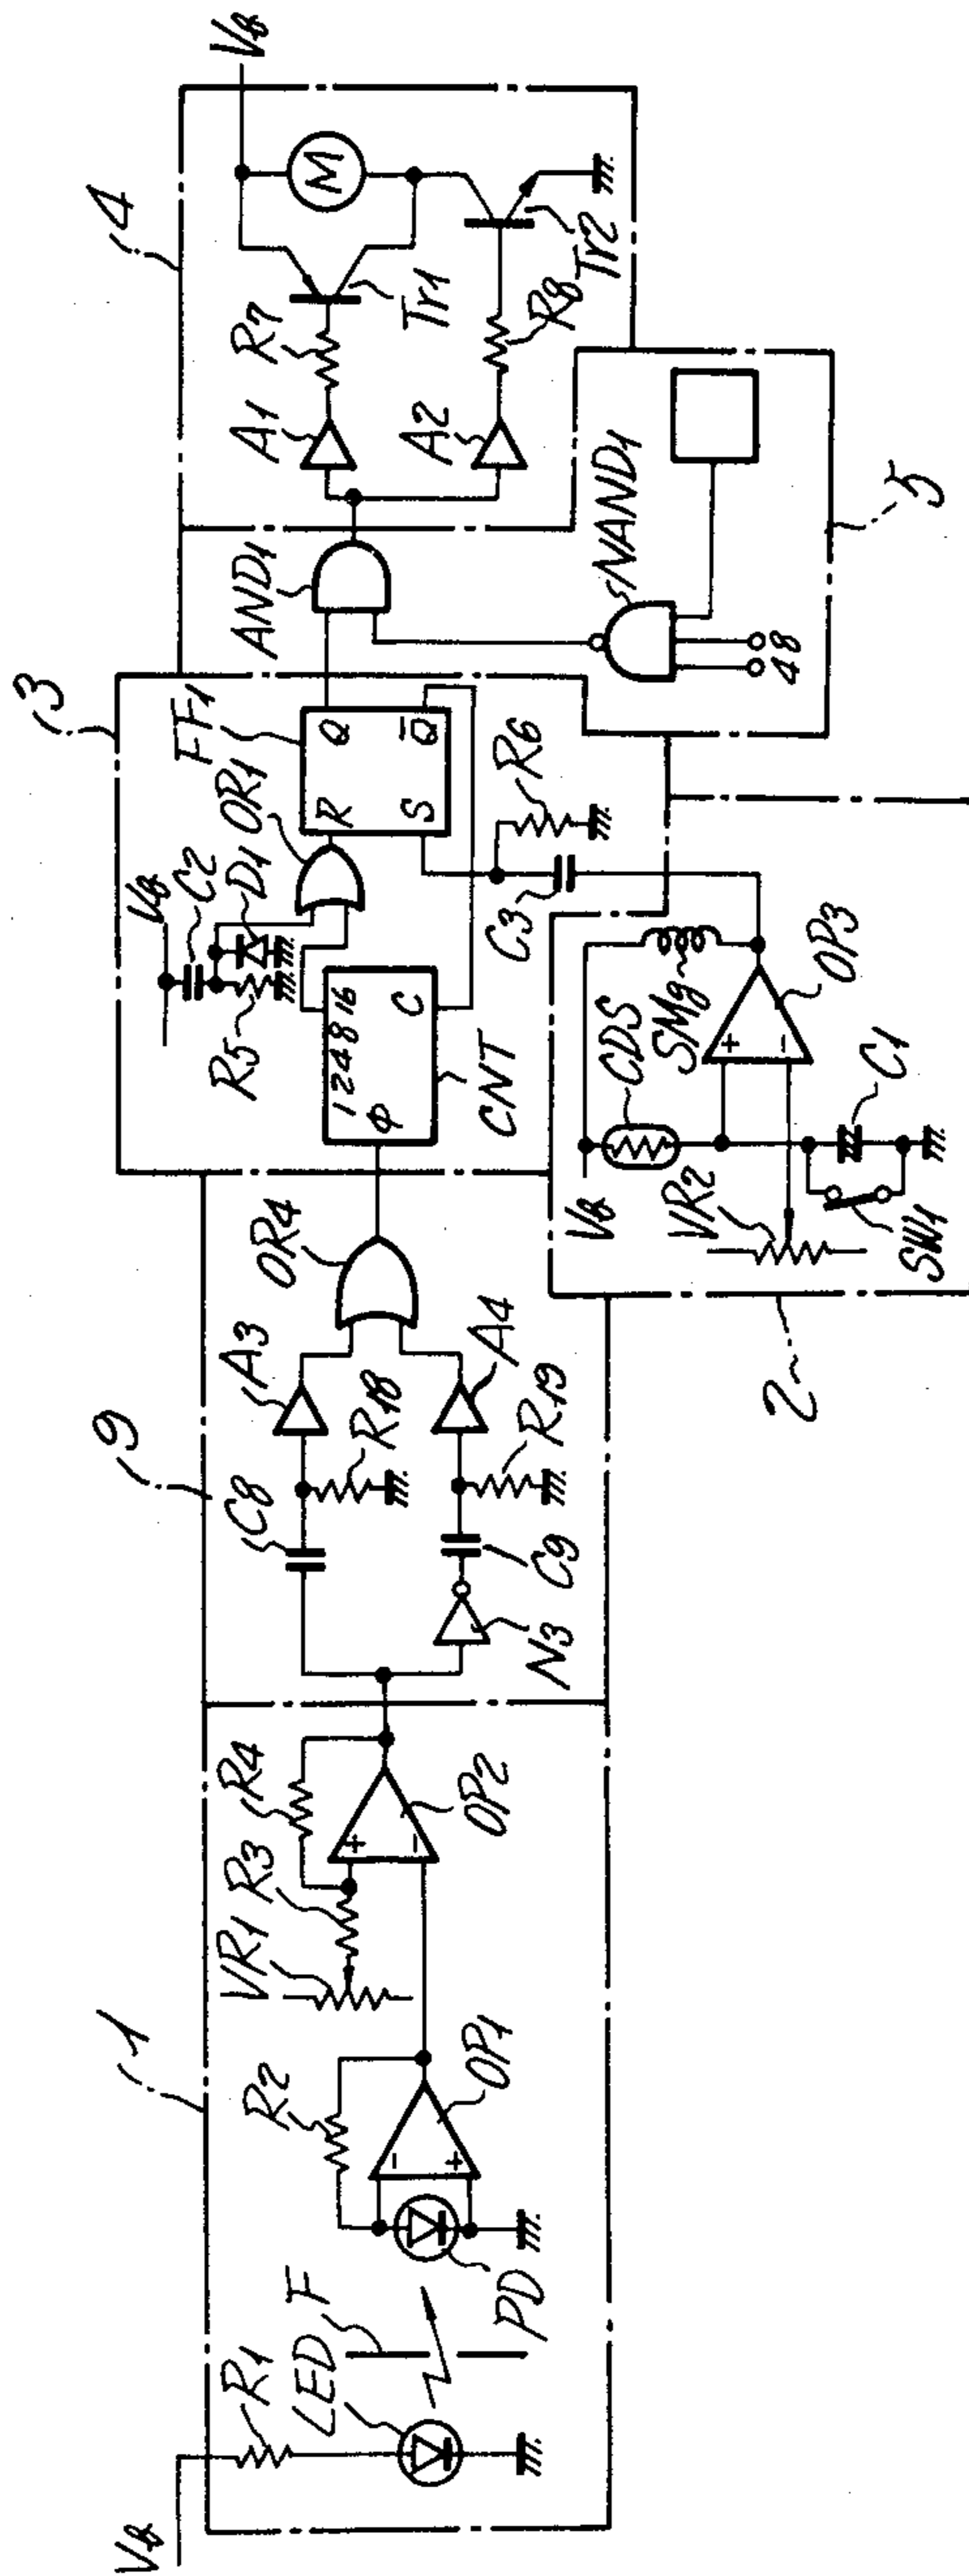 1
9
3
4
VB
R1
LED
F
PD
R2
OP1
VR1
R3
R4
OP2
C8
R18
A3
N3
C9
R19
A4
OR4
VB
C2
R5
D1
OR1
FF1
1 2 4 8 16
Φ
C
CNT
R
Q
S
Q̅
C3
R6
AND1
A1
R7
Tr1
M
VB
A2
R8
Tr2
NAND1
4 8
5
2
VB
CDS
SMg
VR2
+
-
OP3
SW1
C1
-
+
+
-